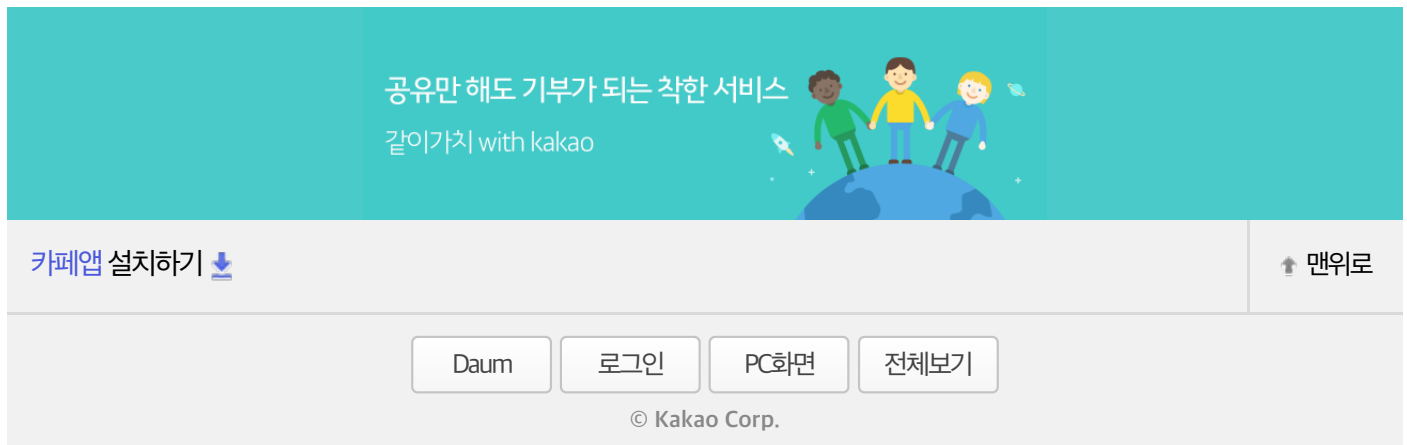 공유만 해도 기부가 되는 착한 서비스
같이가치 with kakao
카페앱 설치하기 맨위로
Daum 로그인 PC화면 전체보기
© Kakao Corp.